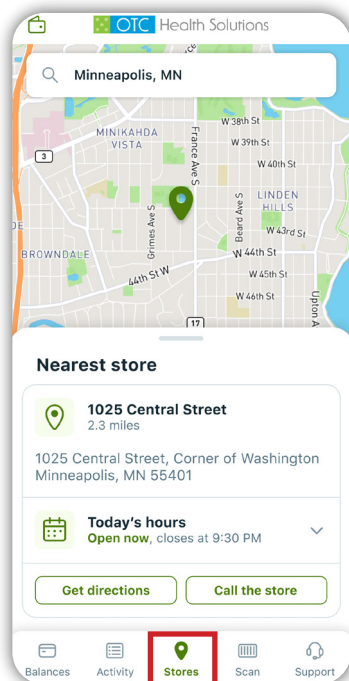 OTC Health Solutions
Minneapolis, MN
W 38th St
MINIKAHDA
VISTA
France Ave S
W 39th St
3
W 40th St
Grimes Ave S
Beard Ave S
LINDEN
HILLS
W 43rd St
BROWNDALE
W 44th St
44th St W
W 45th St
W 46th St
Upton A
17
Nearest store
1025 Central Street
2.3 miles
1025 Central Street, Corner of Washington
Minneapolis, MN 55401
Today's hours
Open now, closes at 9:30 PM
Get directions
Call the store
Balances
Activity
Stores
Scan
Support